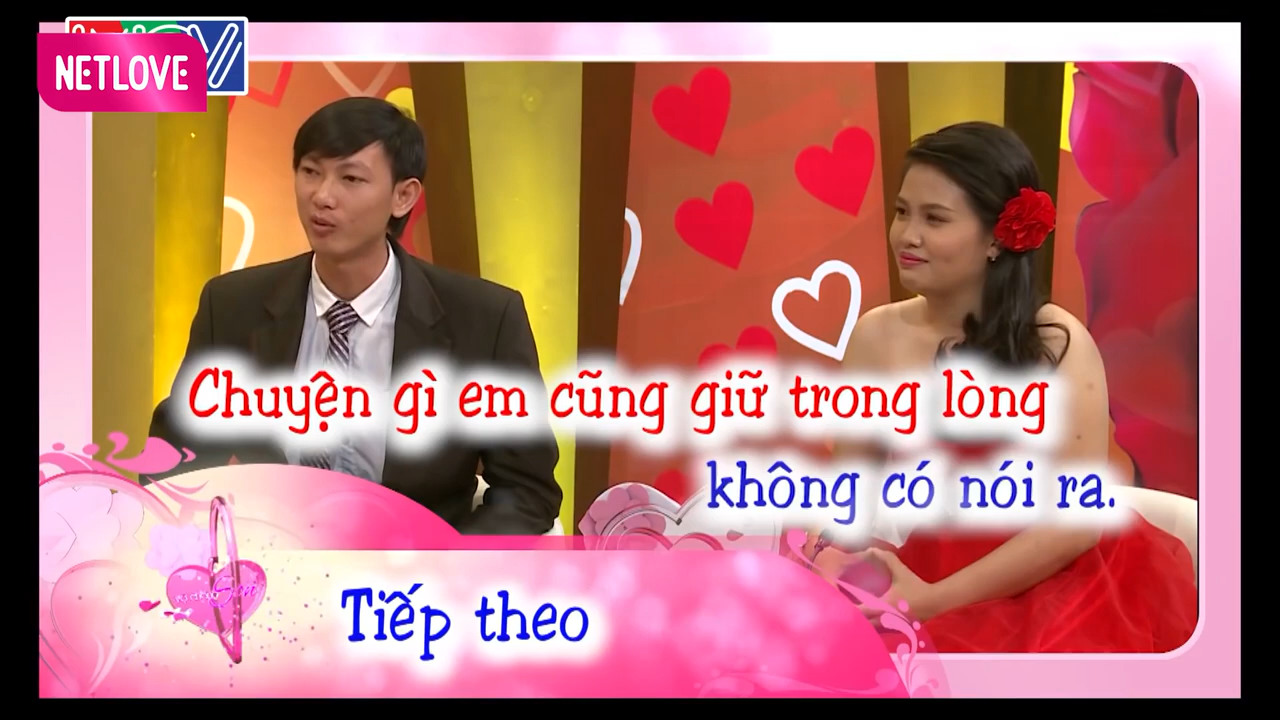 NETLOVE
Chuyện gì em cũng giữ trong lòng
không có nói ra.
Tiếp theo